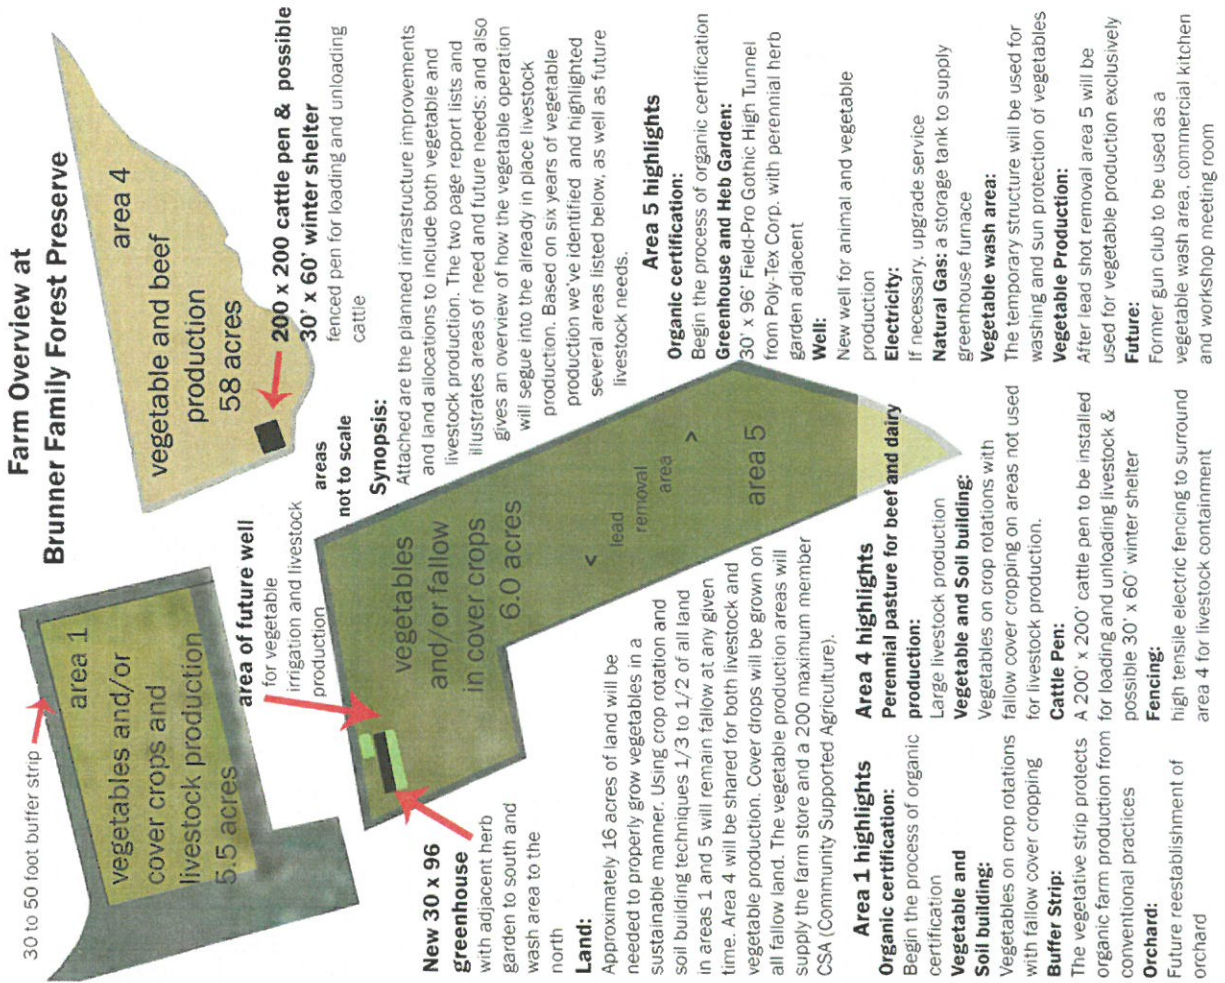 Farm Overview at
Brunner Family Forest Preserve
30 to 50 foot buffer strip
area 1
vegetables and/or
cover crops and
livestock production
5.5 acres
area of future well
for vegetable
irrigation and livestock
production
area 4
vegetable and beef
production
58 acres
200 x 200 cattle pen & possible
30' x 60' winter shelter
fenced pen for loading and unloading
cattle
areas
not to scale
New 30 x 96
greenhouse
with adjacent herb
garden to south and
wash area to the
north
vegetables
and/or fallow
in cover crops
6.0 acres
<
lead
removal
area
>
area 5
Synopsis:
Attached are the planned infrastructure improvements
and land allocations to include both vegetable and
livestock production. The two page report lists and
illustrates areas of need and future needs: and also
gives an overview of how the vegetable operation
will segue into the already in place livestock
production. Based on six years of vegetable
production we've identified and highlighted
several areas listed below, as well as future
livestock needs.
Land:
Approximately 16 acres of land will be
needed to properly grow vegetables in a
sustainable manner. Using crop rotation and
soil building techniques 1/3 to 1/2 of all land
in areas 1 and 5 will remain fallow at any given
time. Area 4 will be shared for both livestock and
vegetable production. Cover drops will be grown on
all fallow land. The vegetable production areas will
supply the farm store and a 200 maximum member
CSA (Community Supported Agriculture).
Area 1 highlights
Organic certification:
Begin the process of organic
certification
Vegetable and
Soil building:
Vegetables on crop rotations
with fallow cover cropping
Buffer Strip:
The vegetative strip protects
organic farm production from
conventional practices
Orchard:
Future reestablishment of
orchard
Area 4 highlights
Perennial pasture for beef and dairy
production:
Large livestock production
Vegetable and Soil building:
Vegetables on crop rotations with
fallow cover cropping on areas not used
for livestock production.
Cattle Pen:
A 200' x 200' cattle pen to be installed
for loading and unloading livestock &
possible 30' x 60' winter shelter
Fencing:
high tensile electric fencing to surround
area 4 for livestock containment
Area 5 highlights
Organic certification:
Begin the process of organic certification
Greenhouse and Heb Garden:
30' x 96' Field-Pro Gothic High Tunnel
from Poly-Tex Corp. with perennial herb
garden adjacent
Well:
New well for animal and vegetable
production
Electricity:
If necessary. upgrade service
Natural Gas: a storage tank to supply
greenhouse furnace
Vegetable wash area:
The temporary structure will be used for
washing and sun protection of vegetables
Vegetable Production:
After lead shot removal area 5 will be
used for vegetable production exclusively
Future:
Former gun club to be used as a
vegetable wash area, commercial kitchen
and workshop meeting room